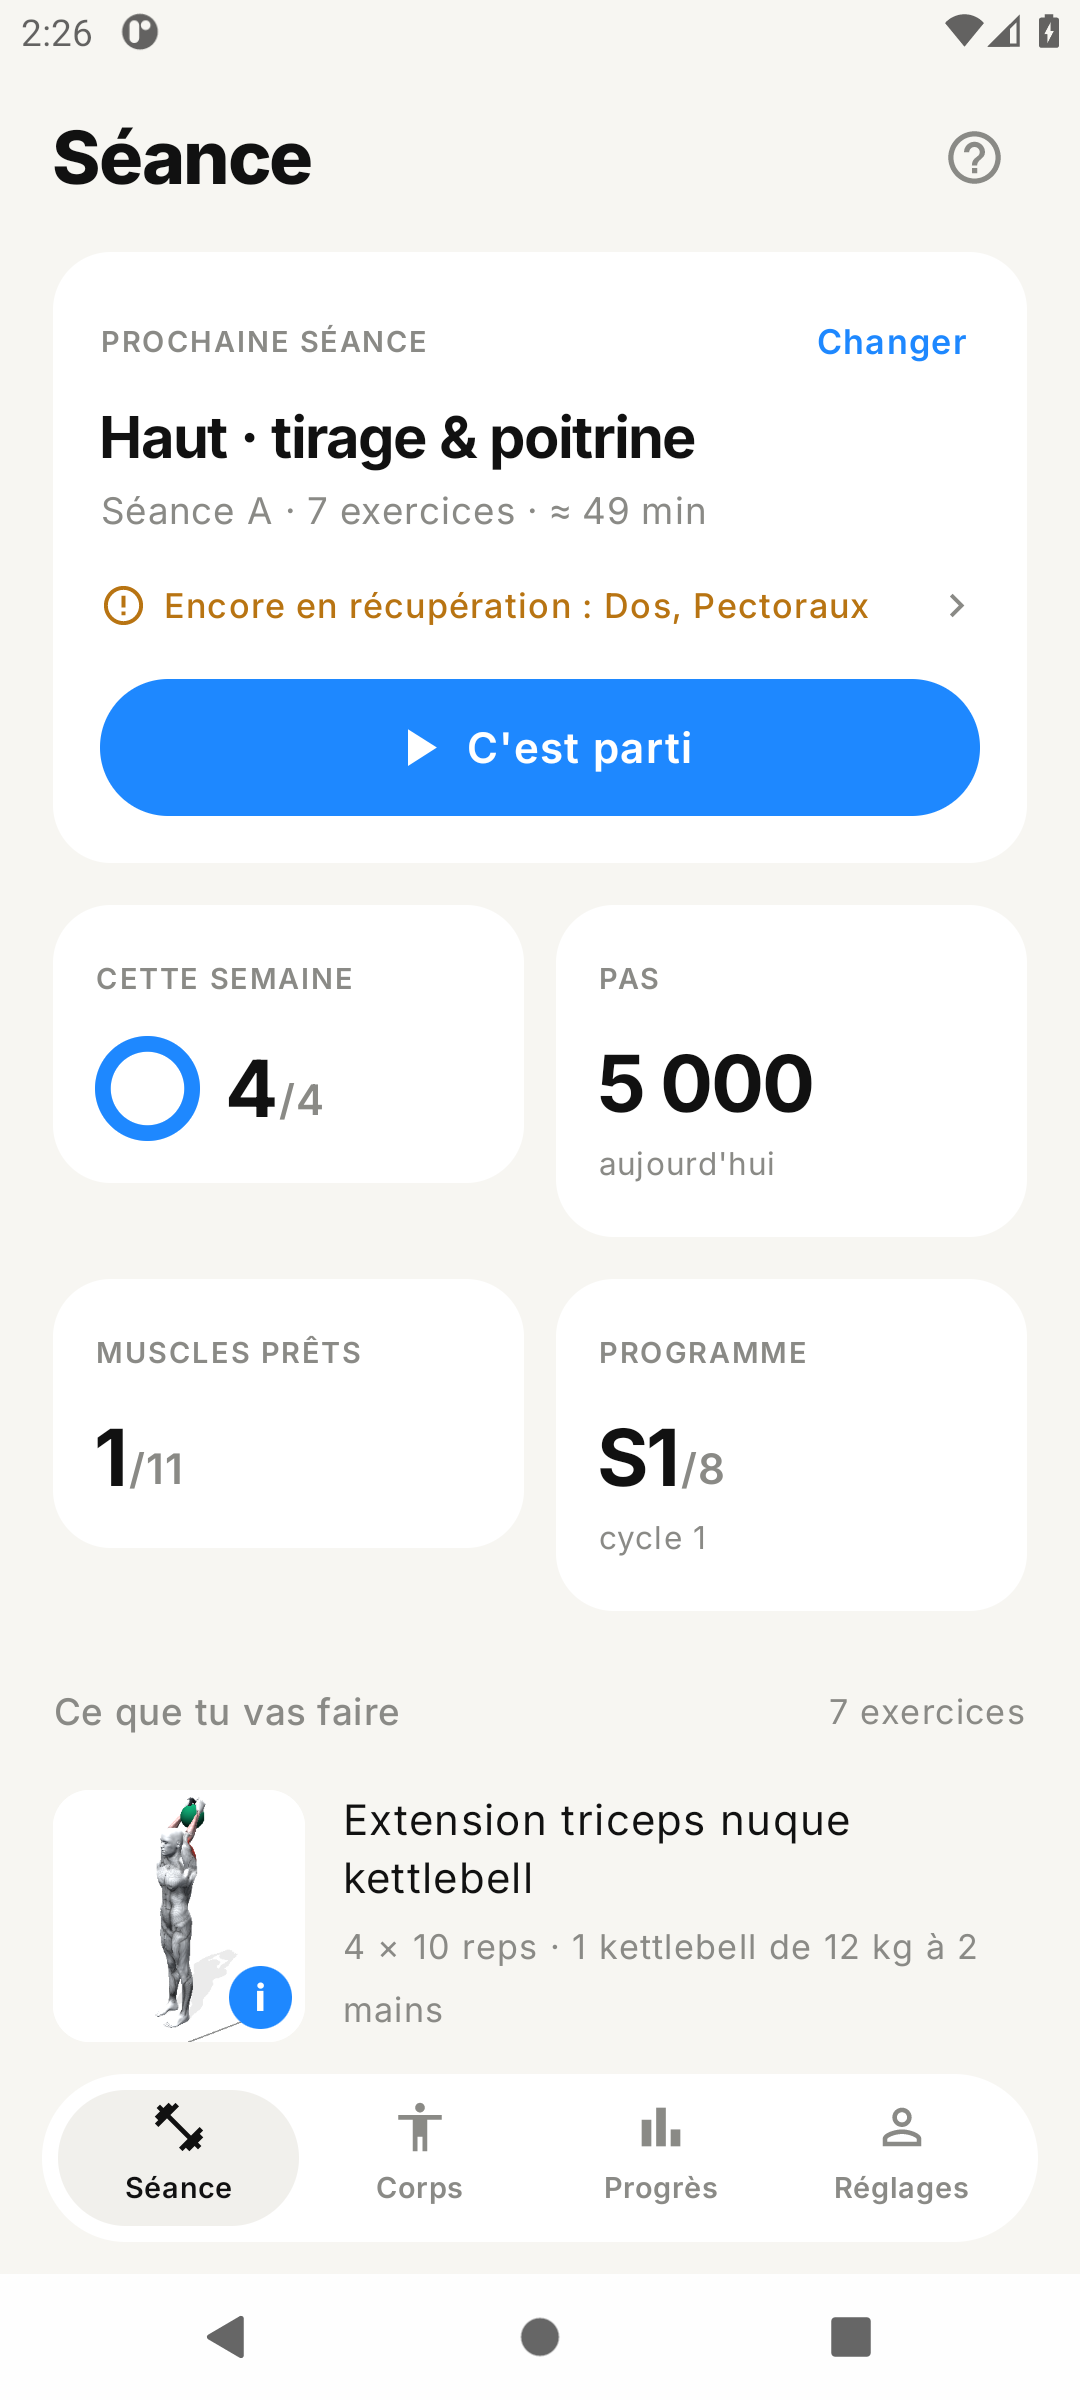 2:26
Séance
PROCHAINE SÉANCE
Changer
Haut · tirage & poitrine
Séance A · 7 exercices · ≈ 49 min
Encore en récupération : Dos, Pectoraux
C'est parti
CETTE SEMAINE
4/4
PAS
5 000
aujourd'hui
MUSCLES PRÊTS
1/11
PROGRAMME
S1/8
cycle 1
Ce que tu vas faire
7 exercices
Extension triceps nuque
kettlebell
4 × 10 reps · 1 kettlebell de 12 kg à 2
mains
i
Séance
Corps
Progrès
Réglages